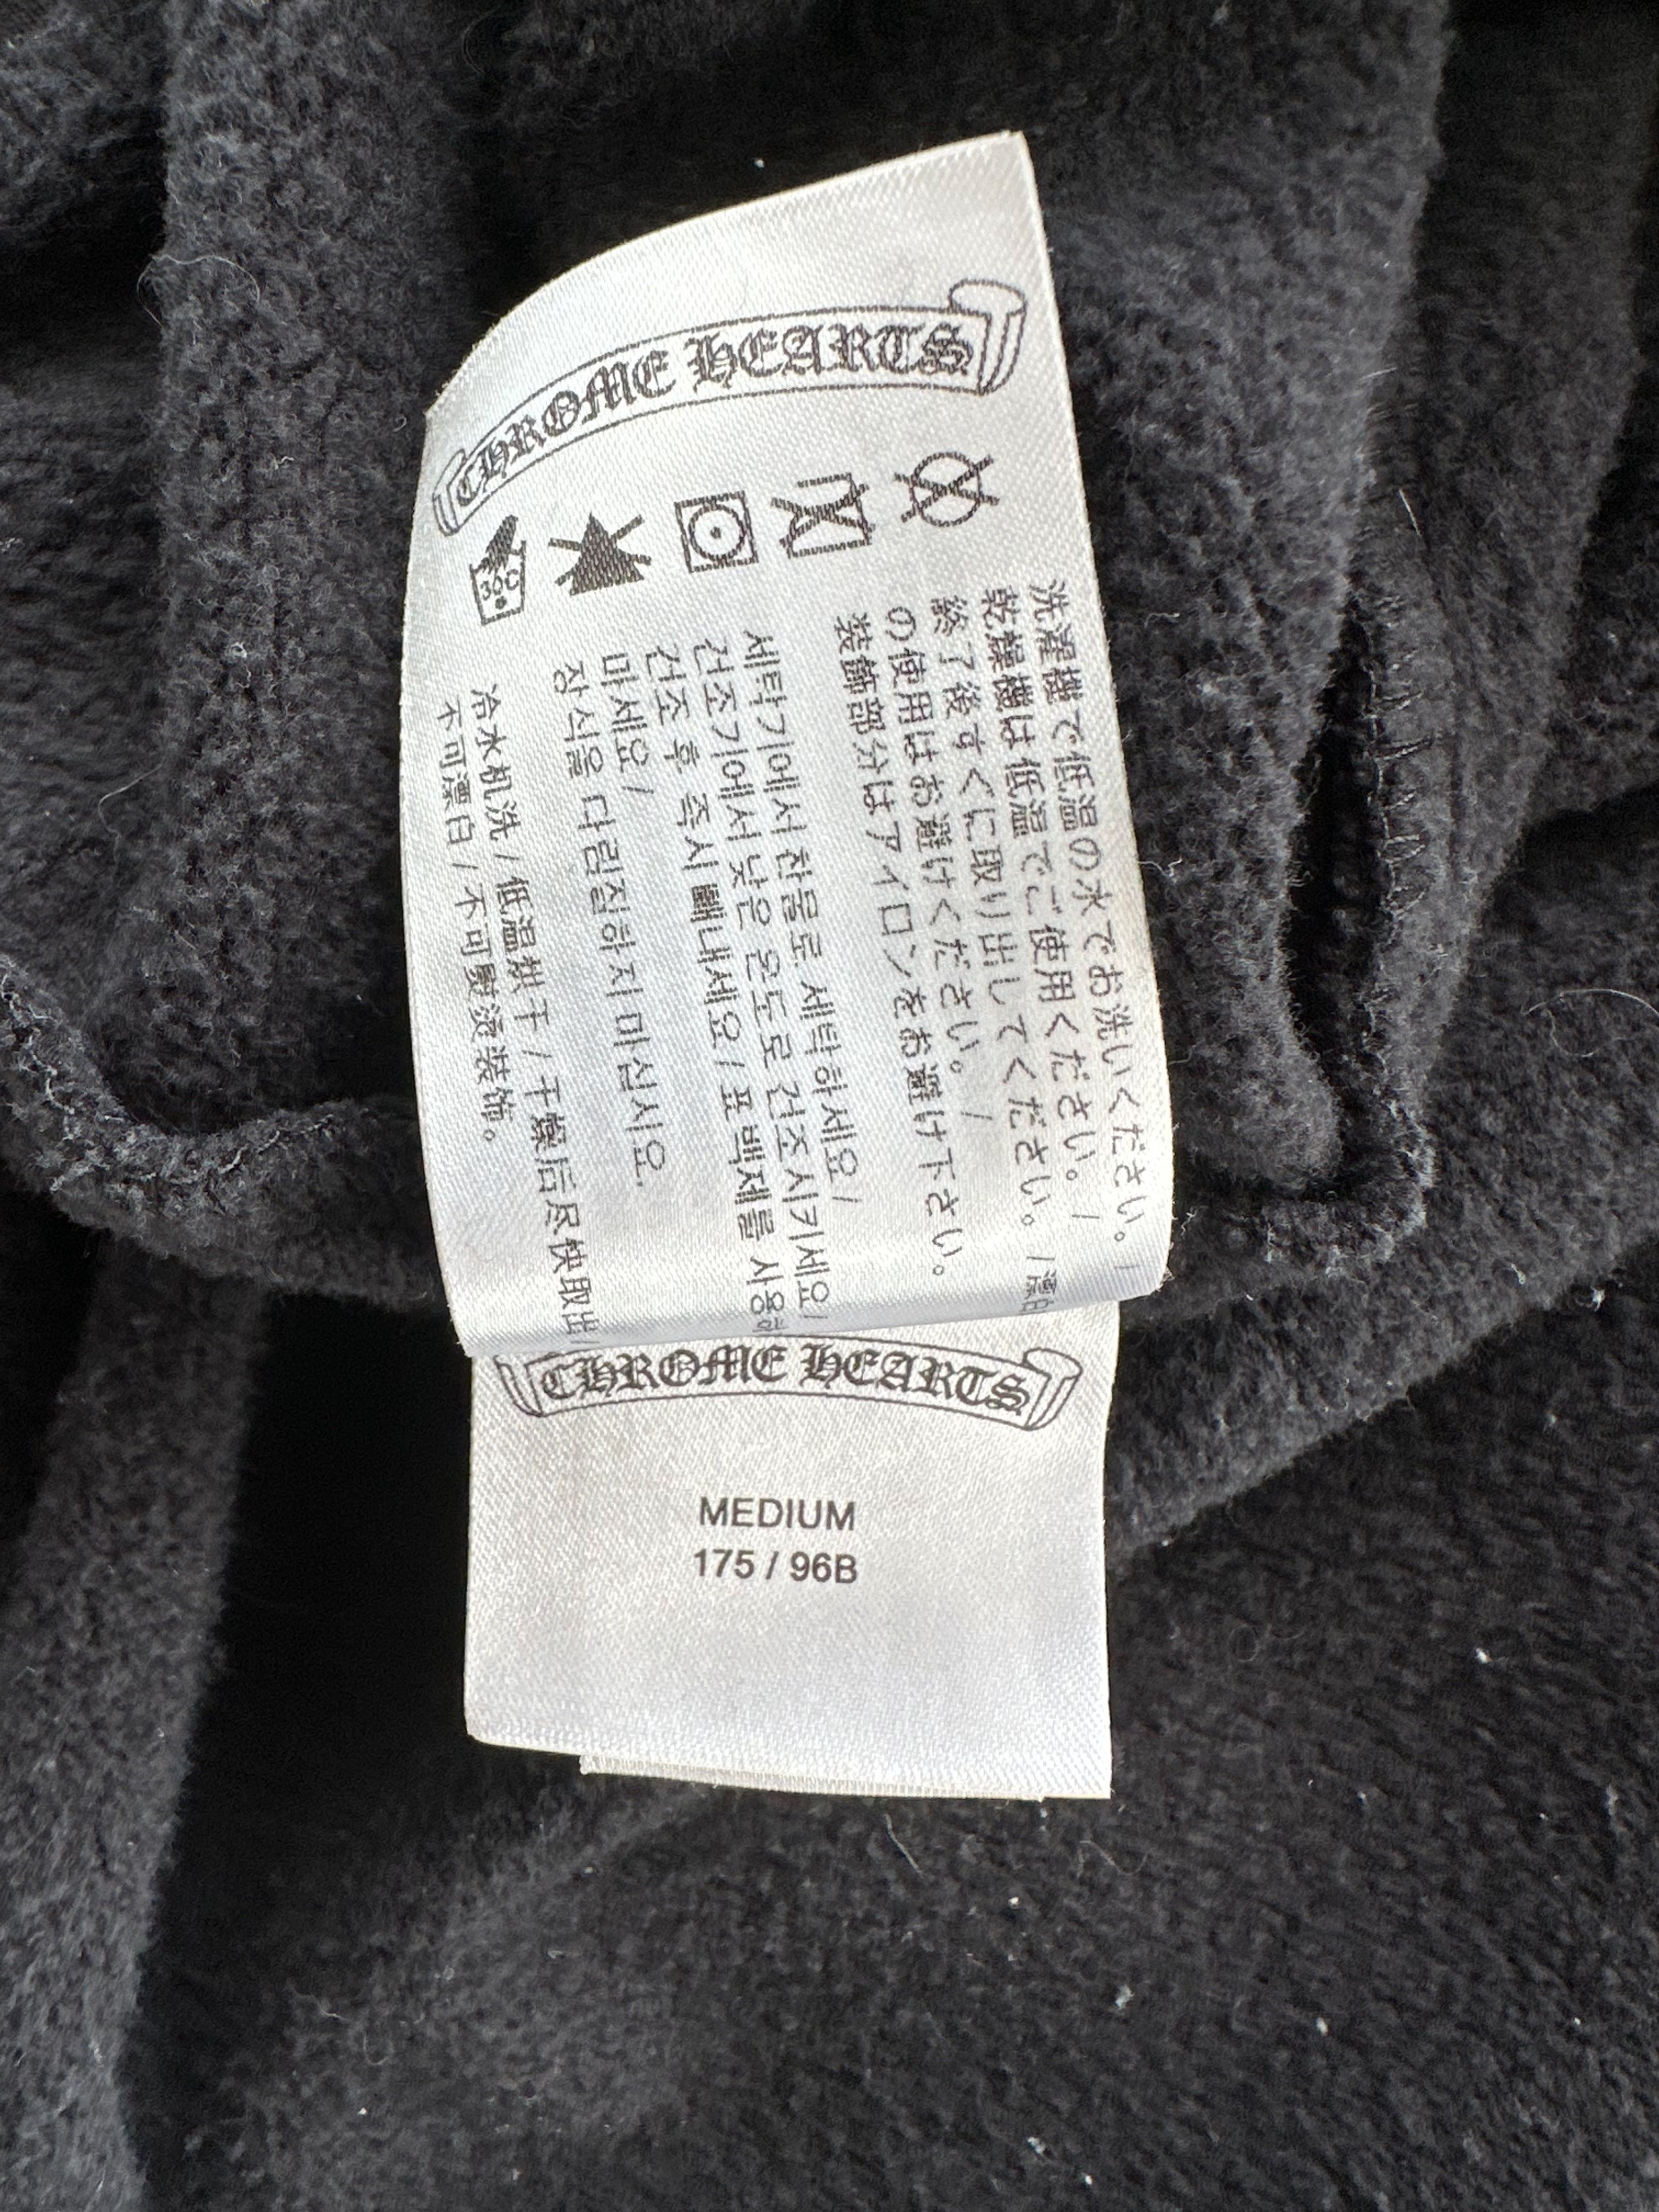 CHROME HEARTS
30°C
洗濯機で低温の水でお洗いください。/
乾燥機は低温でご使用ください。/
終了後すぐに取り出してください。/漂白
の使用はお避けください。/
装飾部分はアイロンをお避け下さい。
세탁기에서 찬물로 세탁하세요/
건조기에서 낮은 온도로 건조시키세요/
건조 후 즉시 빼내세요/표백제를 사용하
마세요/
장식을 다림질하지 마십시요.
冷水机洗/低温烘干/干燥后尽快取出/
不可漂白/不可熨烫装饰。
CHROME HEARTS
MEDIUM
175 / 96B